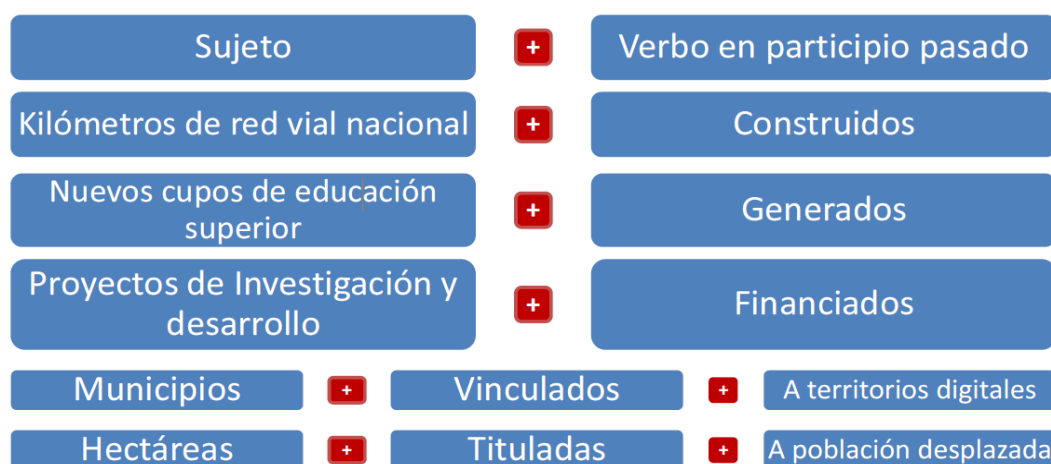 Sujeto + Verbo en participio pasado
Kilómetros de red vial nacional + Construidos
Nuevos cupos de educación
superior + Generados
Proyectos de Investigación y
desarrollo + Financiados
Municipios + Vinculados + A territorios digitales
Hectáreas + Tituladas + A población desplazada